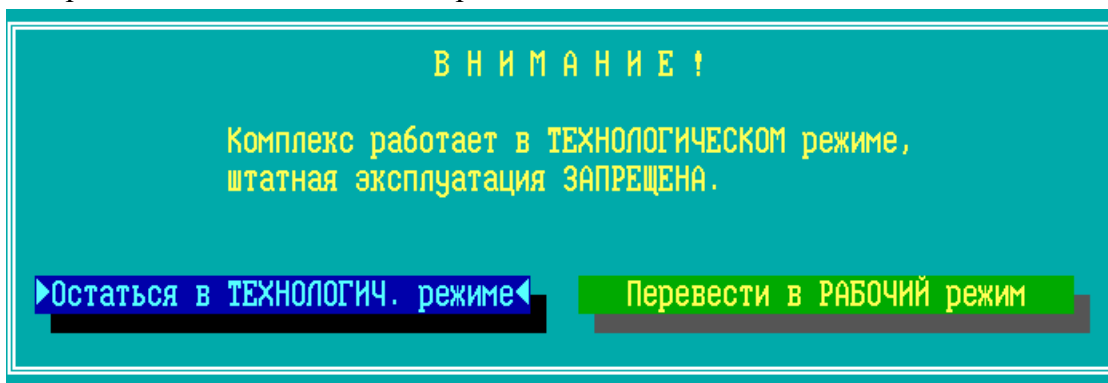 В Н И М А Н И Е !
Комплекс работает в ТЕХНОЛОГИЧЕСКОМ режиме,
штатная эксплуатация ЗАПРЕЩЕНА.
Остаться в ТЕХНОЛОГИЧ. режиме Перевести в РАБОЧИЙ режим